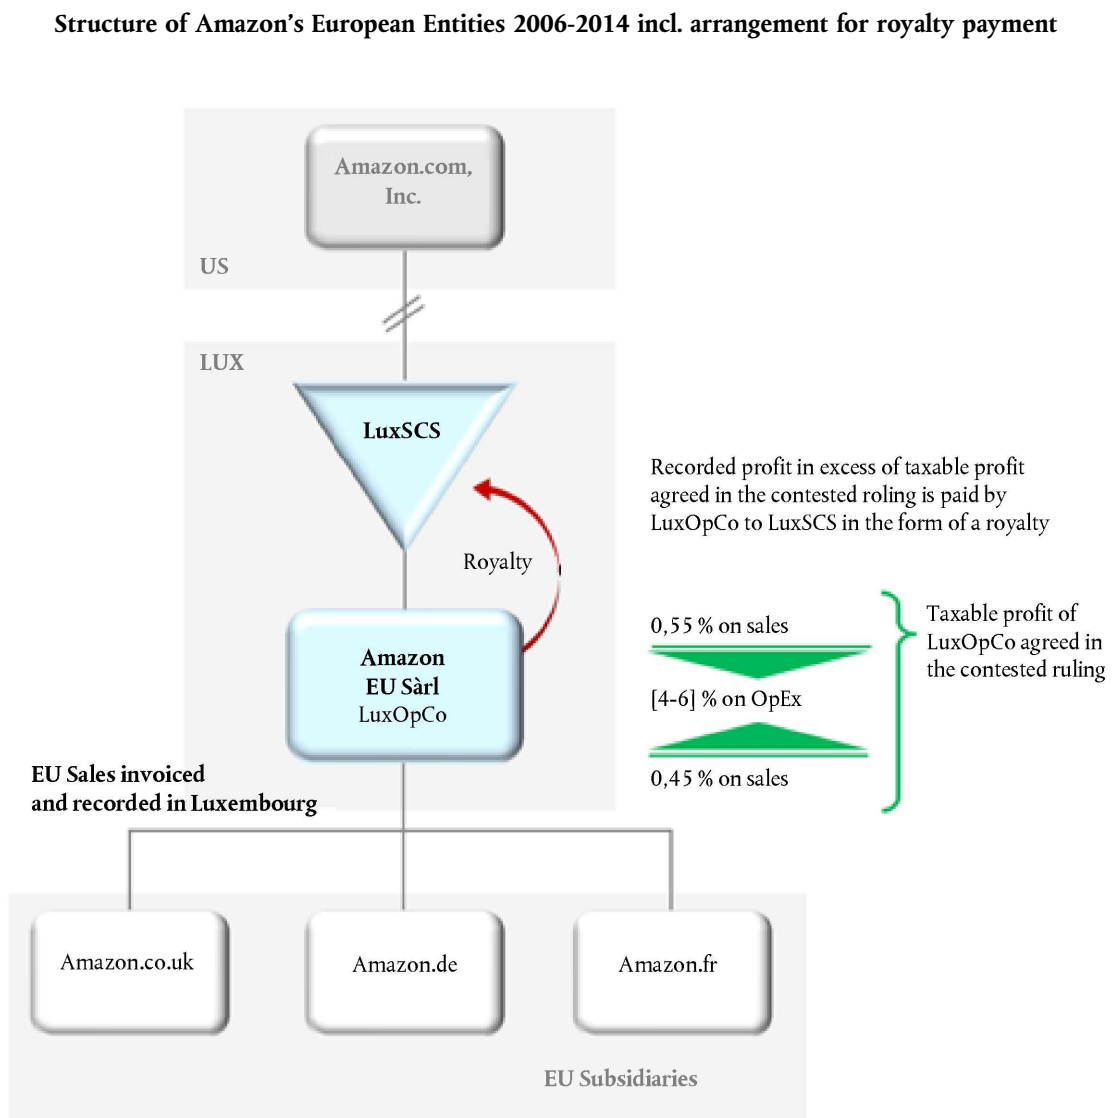 Structure of Amazon's European Entities 2006-2014 incl. arrangement for royalty payment
Amazon.com,
Inc.
US
LUX
LuxSCS
Recorded profit in excess of taxable profit
agreed in the contested roling is paid by
LuxOpCo to LuxSCS in the form of a royalty
Royalty
0,55 % on sales
[4-6] % on OpEx
0,45 % on sales
Taxable profit of
LuxOpCo agreed in
the contested ruling
Amazon
EU Sàrl
LuxOpCo
EU Sales invoiced
and recorded in Luxembourg
Amazon.co.uk
Amazon.de
Amazon.fr
EU Subsidiaries